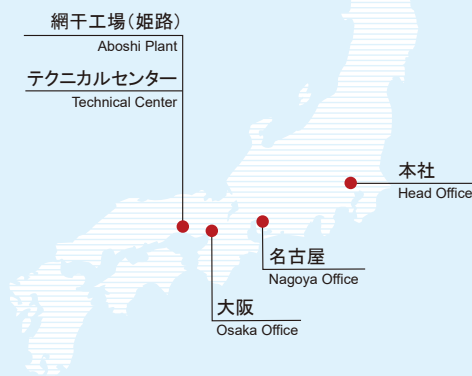 網干工場(姫路)
Aboshi Plant
テクニカルセンター
Technical Center
本社
Head Office
名古屋
Nagoya Office
大阪
Osaka Office